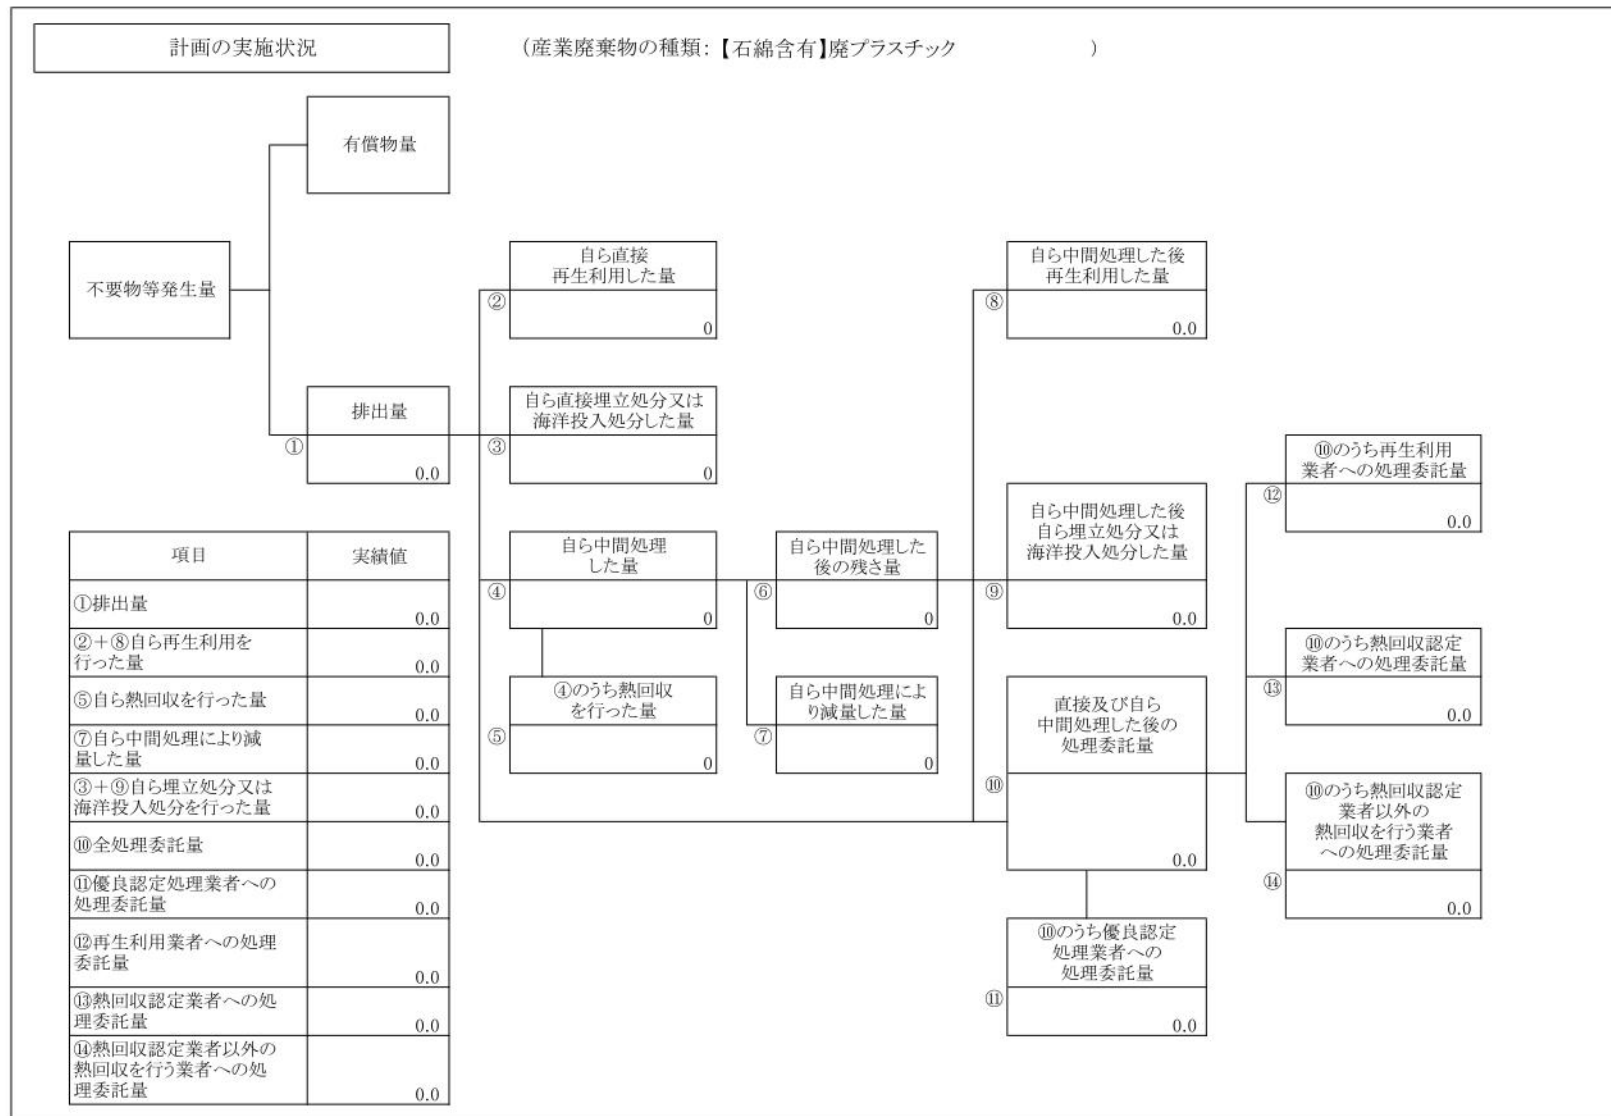 計画の実施状況
(産業廃棄物の種類:【石綿含有】廃プラスチック )
有償物量
不要物等発生量
排出量
①
0.0
自ら直接
再生利用した量
②
0
自ら直接埋立処分又は
海洋投入処分した量
③
0
自ら中間処理
した量
④
0
④のうち熱回収
を行った量
⑤
0
自ら中間処理した
後の残さ量
⑥
0
自ら中間処理によ
り減量した量
⑦
0
自ら中間処理した後
再生利用した量
⑧
0.0
自ら中間処理した後
自ら埋立処分又は
海洋投入処分した量
⑨
0.0
直接及び自ら
中間処理した後の
処理委託量
⑩
0.0
⑩のうち優良認定
処理業者への
処理委託量
⑪
0.0
⑩のうち再生利用
業者への処理委託量
⑫
0.0
⑩のうち熱回収認定
業者への処理委託量
⑬
0.0
⑩のうち熱回収認定
業者以外の
熱回収を行う業者
への処理委託量
⑭
0.0
項目 実績値
①排出量
0.0
②+⑧自ら再生利用を
行った量 0.0
⑤自ら熱回収を行った量
0.0
⑦自ら中間処理により減
量した量 0.0
③+⑨自ら埋立処分又は
海洋投入処分を行った量 0.0
⑩全処理委託量
0.0
⑪優良認定処理業者への
処理委託量 0.0
⑫再生利用業者への処理
委託量 0.0
⑬熱回収認定業者への処
理委託量 0.0
⑭熱回収認定業者以外の
熱回収を行う業者への処
理委託量 0.0